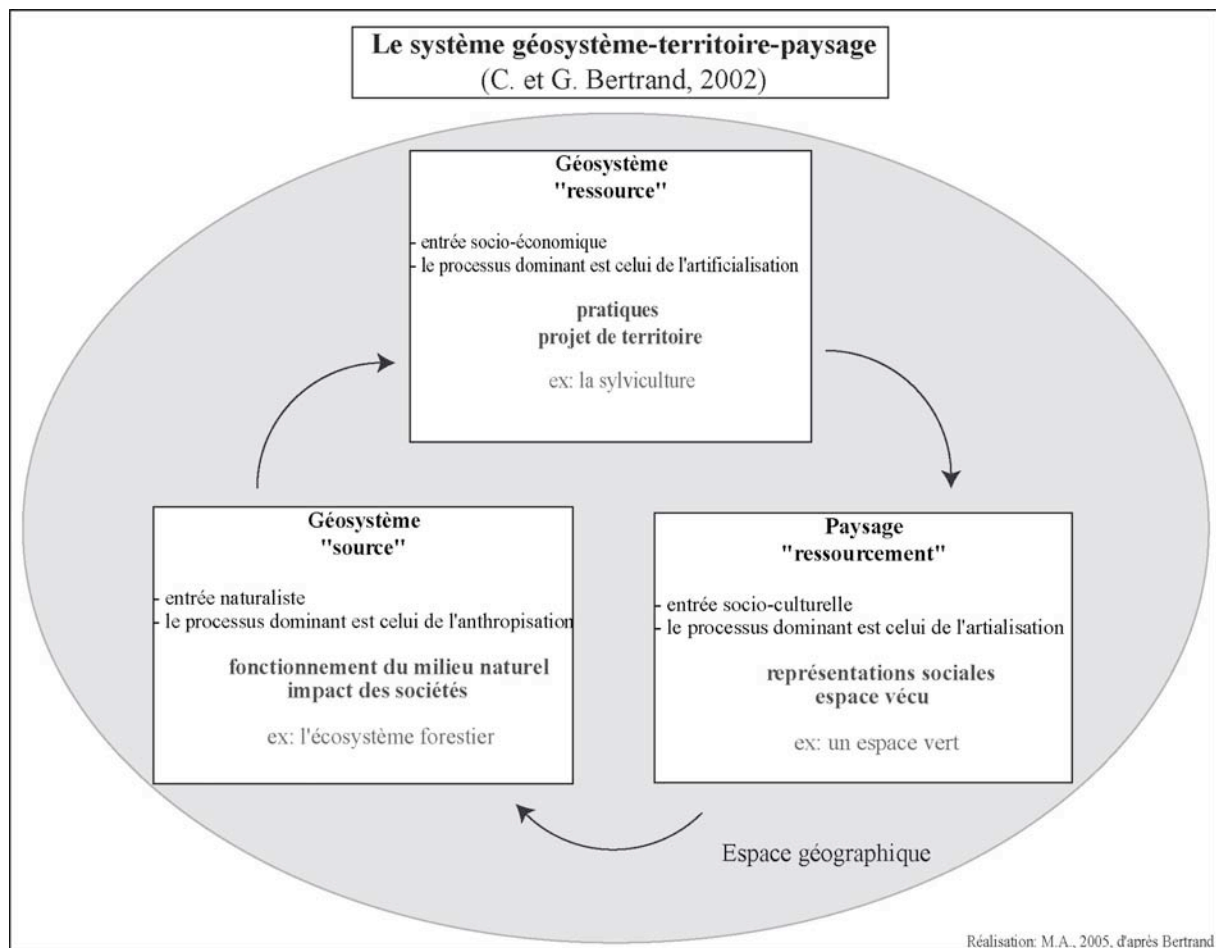 Le système géosystème-territoire-paysage
(C. et G. Bertrand, 2002)
Géosystème
"ressource"
- entrée socio-économique
- le processus dominant est celui de l'artificialisation
pratiques
projet de territoire
ex: la sylviculture
Géosystème
"source"
- entrée naturaliste
- le processus dominant est celui de l'anthropisation
fonctionnement du milieu naturel
impact des sociétés
ex: l'écosystème forestier
Paysage
"ressourcement"
- entrée socio-culturelle
- le processus dominant est celui de l'artialisation
représentations sociales
espace vécu
ex: un espace vert
Espace géographique
Réalisation: M.A., 2005, d'après Bertrand